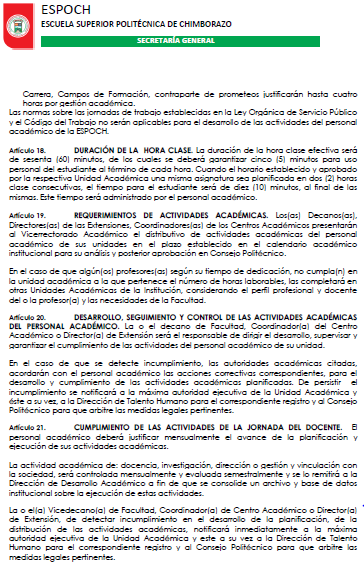 ESPOCH
ESCUELA SUPERIOR POLITÉCNICA DE CHIMBORAZO
SECRETARÍA GENERAL
Carrera, Campos de Formación, contraparte de prometeos justificarán hasta cuatro
horas por gestión académica.
Las normas sobre las jornadas de trabajo establecidas en la Ley Orgánica de Servicio Público
y el Código del Trabajo no serán aplicables para el desarrollo de las actividades del personal
académico de la ESPOCH.
Artículo 18. DURACIÓN DE LA HORA CLASE. La duración de la hora clase efectiva será
de sesenta (60) minutos, de los cuales se deberá garantizar cinco (5) minutos para uso
personal del estudiante al término de cada hora. Cuando el horario establecido y aprobado
por la respectiva Unidad Académica una misma asignatura sea planificada en dos (2) horas
clase consecutivas, el tiempo para el estudiante será de diez (10) minutos, al final de las
mismas. Este tiempo será administrado por el personal académico.
Artículo 19. REQUERIMIENTOS DE ACTIVIDADES ACADÉMICAS. Los(as) Decanos(as),
Directores(as) de las Extensiones, Coordinadores(as) de los Centros Académicos presentarán
al Vicerrectorado Académico el distributivo de actividades académicas del personal
académico de sus unidades en el plazo establecido en el calendario académico
institucional para su análisis y posterior aprobación en Consejo Politécnico.
En el caso de que algún(os) profesores(as) según su tiempo de dedicación, no cumpla(n) en
la unidad académica a la que pertenece el número de horas laborables, las completará en
otras Unidades Académicas de la Institución, considerando el perfil profesional y docente
del o la profesor(a) y las necesidades de la Facultad.
Artículo 20. DESARROLLO, SEGUIMIENTO Y CONTROL DE LAS ACTIVIDADES ACADÉMICAS
DEL PERSONAL ACADÉMICO. La o el decano de Facultad, Coordinador(a) del Centro
Académico o Director(a) de Extensión será el responsable de dirigir el desarrollo, supervisar y
garantizar el cumplimiento de las actividades del personal académico de su unidad.
En el caso de que se detecte incumplimiento, las autoridades académicas citadas,
acordarán con el personal académico las acciones correctivas correspondientes, para el
desarrollo y cumplimiento de las actividades académicas planificadas. De persistir el
incumplimiento se notificará a la máxima autoridad ejecutiva de la Unidad Académica y
éste a su vez, a la Dirección de Talento Humano para el correspondiente registro y al Consejo
Politécnico para que arbitre las medidas legales pertinentes.
Artículo 21. CUMPLIMIENTO DE LAS ACTIVIDADES DE LA JORNADA DEL DOCENTE. El
personal académico deberá justificar mensualmente el avance de la planificación y
ejecución de sus actividades académicas.
La actividad académica de: docencia, investigación, dirección o gestión y vinculación con
la sociedad, será controlada mensualmente y evaluada semestralmente y se lo remitirá a la
Dirección de Desarrollo Académico a fin de que se consolide un archivo y base de datos
institucional sobre la ejecución de estas actividades.
La o el(a) Vicedecano(a) de Facultad, Coordinador(a) de Centro Académico o Director(a)
de Extensión, de detectar incumplimiento en el desarrollo de la planificación, de la
distribución de las actividades académicas, notificará inmediatamente a la máxima
autoridad ejecutiva de la Unidad Académica y este a su vez a la Dirección de Talento
Humano para el correspondiente registro y al Consejo Politécnico para que arbitre las
medidas legales pertinentes.